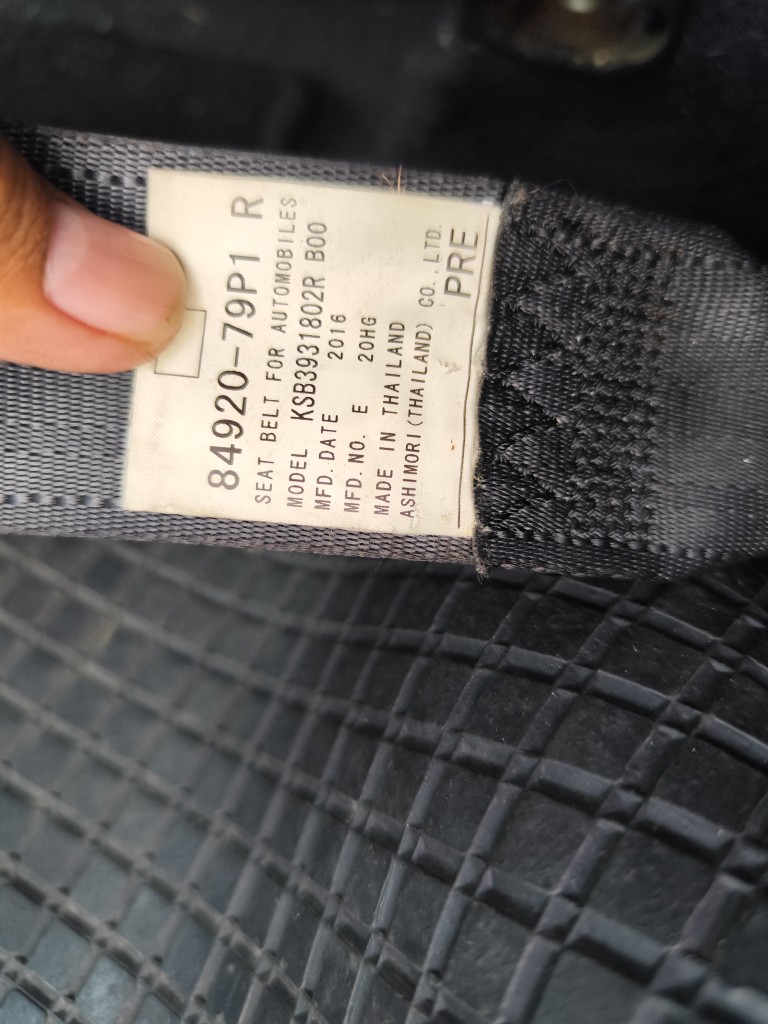 84920-79P1 R
SEAT BELT FOR AUTOMOBILES
MODEL KSB3931802R B00
MFD. DATE 2016
MFD. NO. E 20HG
MADE IN THAILAND
ASHIMORI (THAILAND) CO., LTD.
PRE